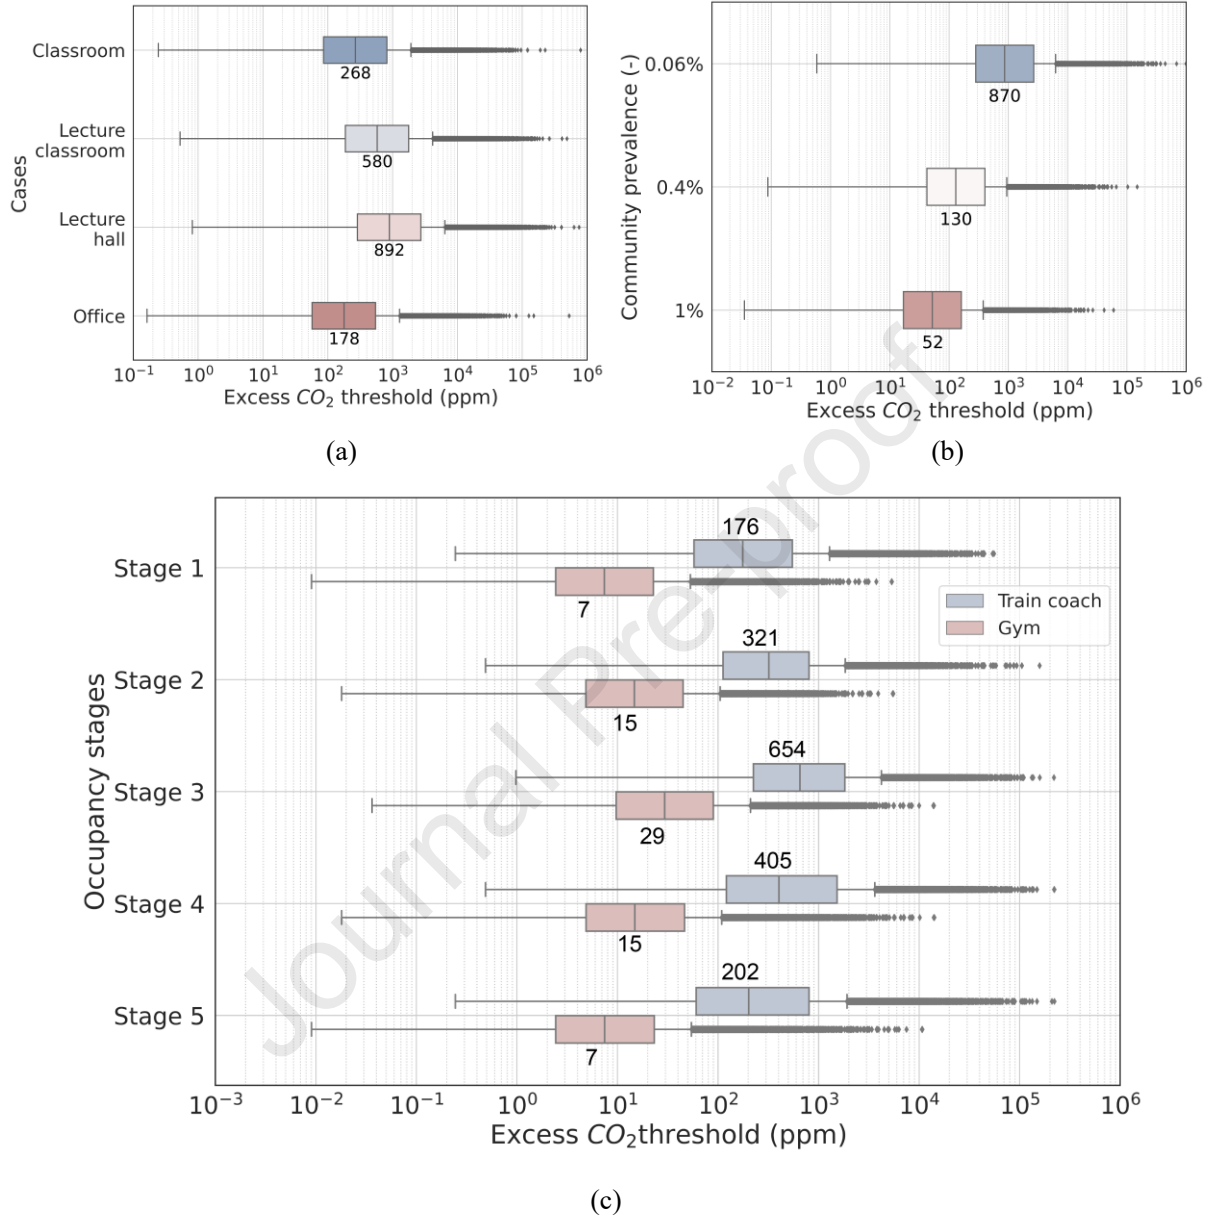 Cases
Classroom
268
Lecture
classroom
580
Lecture
hall
892
Office
178
10⁻¹ 10⁰ 10¹ 10² 10³ 10⁴ 10⁵ 10⁶
Excess CO₂ threshold (ppm)
(a)
Community prevalence (-)
0.06%
870
0.4%
130
1%
52
10⁻² 10⁻¹ 10⁰ 10¹ 10² 10³ 10⁴ 10⁵ 10⁶
Excess CO₂ threshold (ppm)
(b)
Occupancy stages
176
Stage 1
7
Train coach
Gym
321
Stage 2
15
654
Stage 3
29
405
Stage 4
15
202
Stage 5
7
10⁻³ 10⁻² 10⁻¹ 10⁰ 10¹ 10² 10³ 10⁴ 10⁵ 10⁶
Excess CO₂threshold (ppm)
(c)
Journal Pre-proof